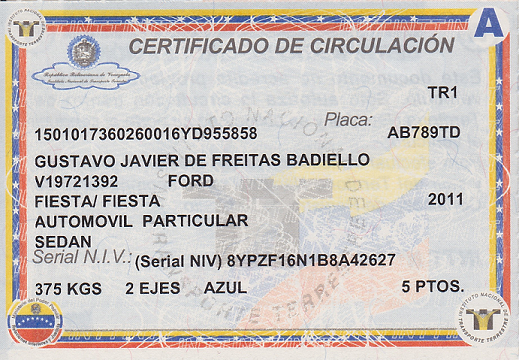 A
CERTIFICADO DE CIRCULACIÓN
República Bolivariana de Venezuela
Instituto Nacional de Transporte Terrestre
TR1
Placa:
1501017360260016YD955858 AB789TD
GUSTAVO JAVIER DE FREITAS BADIELLO
V19721392 FORD
FIESTA/ FIESTA 2011
AUTOMOVIL PARTICULAR
SEDAN
Serial N.I.V.: (Serial NIV) 8YPZF16N1B8A42627
375 KGS 2 EJES AZUL 5 PTOS.
INSTITUTO NACIONAL DE TRANSPORTE TERRESTRE